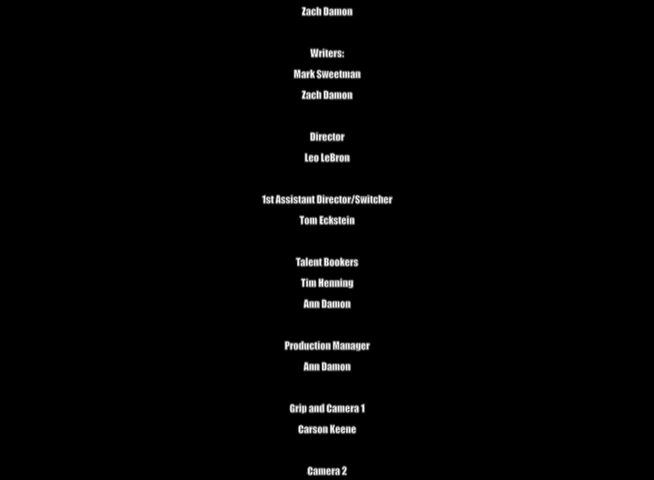 Zach Damon
Writers:
Mark Sweetman
Zach Damon
Director
Leo LeBron
1st Assistant Director/Switcher
Tom Eckstein
Talent Bookers
Tim Henning
Ann Damon
Production Manager
Ann Damon
Grip and Camera 1
Carson Keene
Camera 2